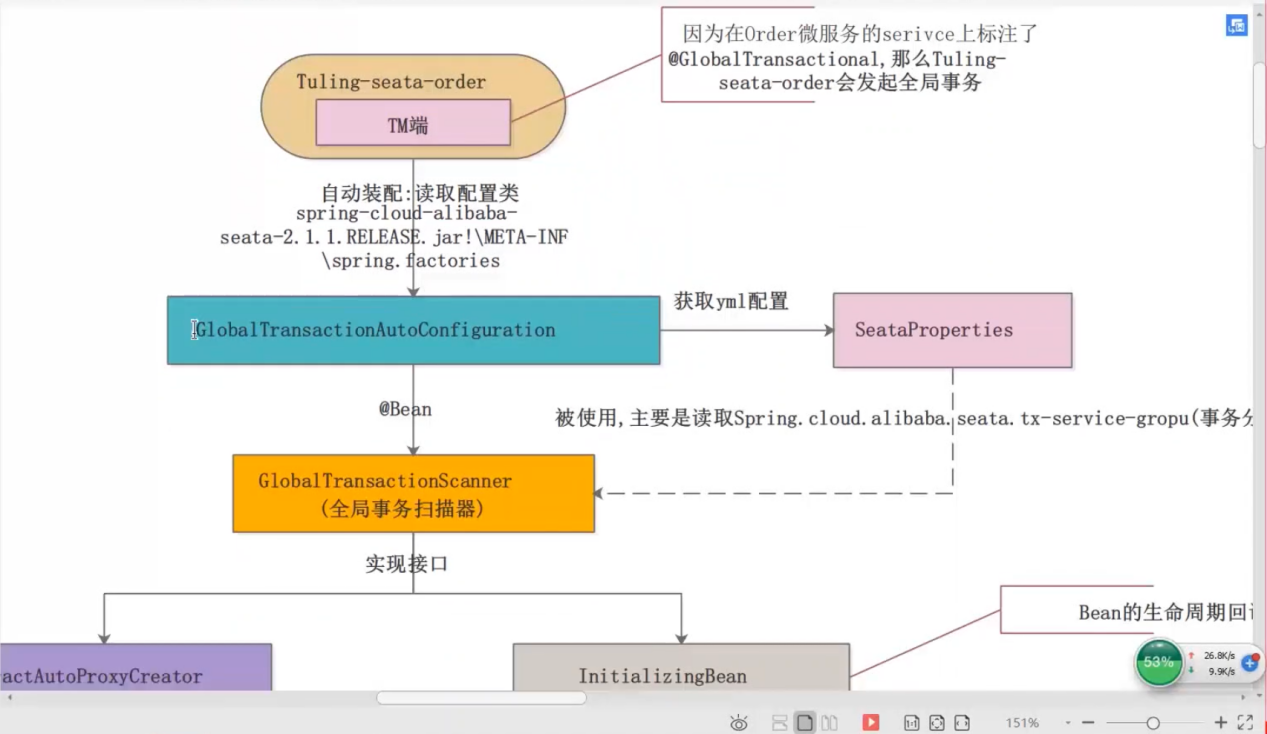 因为在Order微服务的serivce上标注了
@GlobalTransactional,那么Tuling-
seata-order会发起全局事务
Tuling-seata-order
TM端
自动装配:读取配置类
spring-cloud-alibaba-
seata-2.1.1.RELEASE.jar!\META-INF
\spring.factories
GlobalTransactionAutoConfiguration
获取yml配置
SeataProperties
@Bean
被使用,主要是读取Spring.cloud.alibaba.seata.tx-service-gropu(事务分
GlobalTransactionScanner
(全局事务扫描器)
实现接口
Bean的生命周期回
actAutoProxyCreator
InitializingBean
53%
26.8K/s
9.9K/s
151%